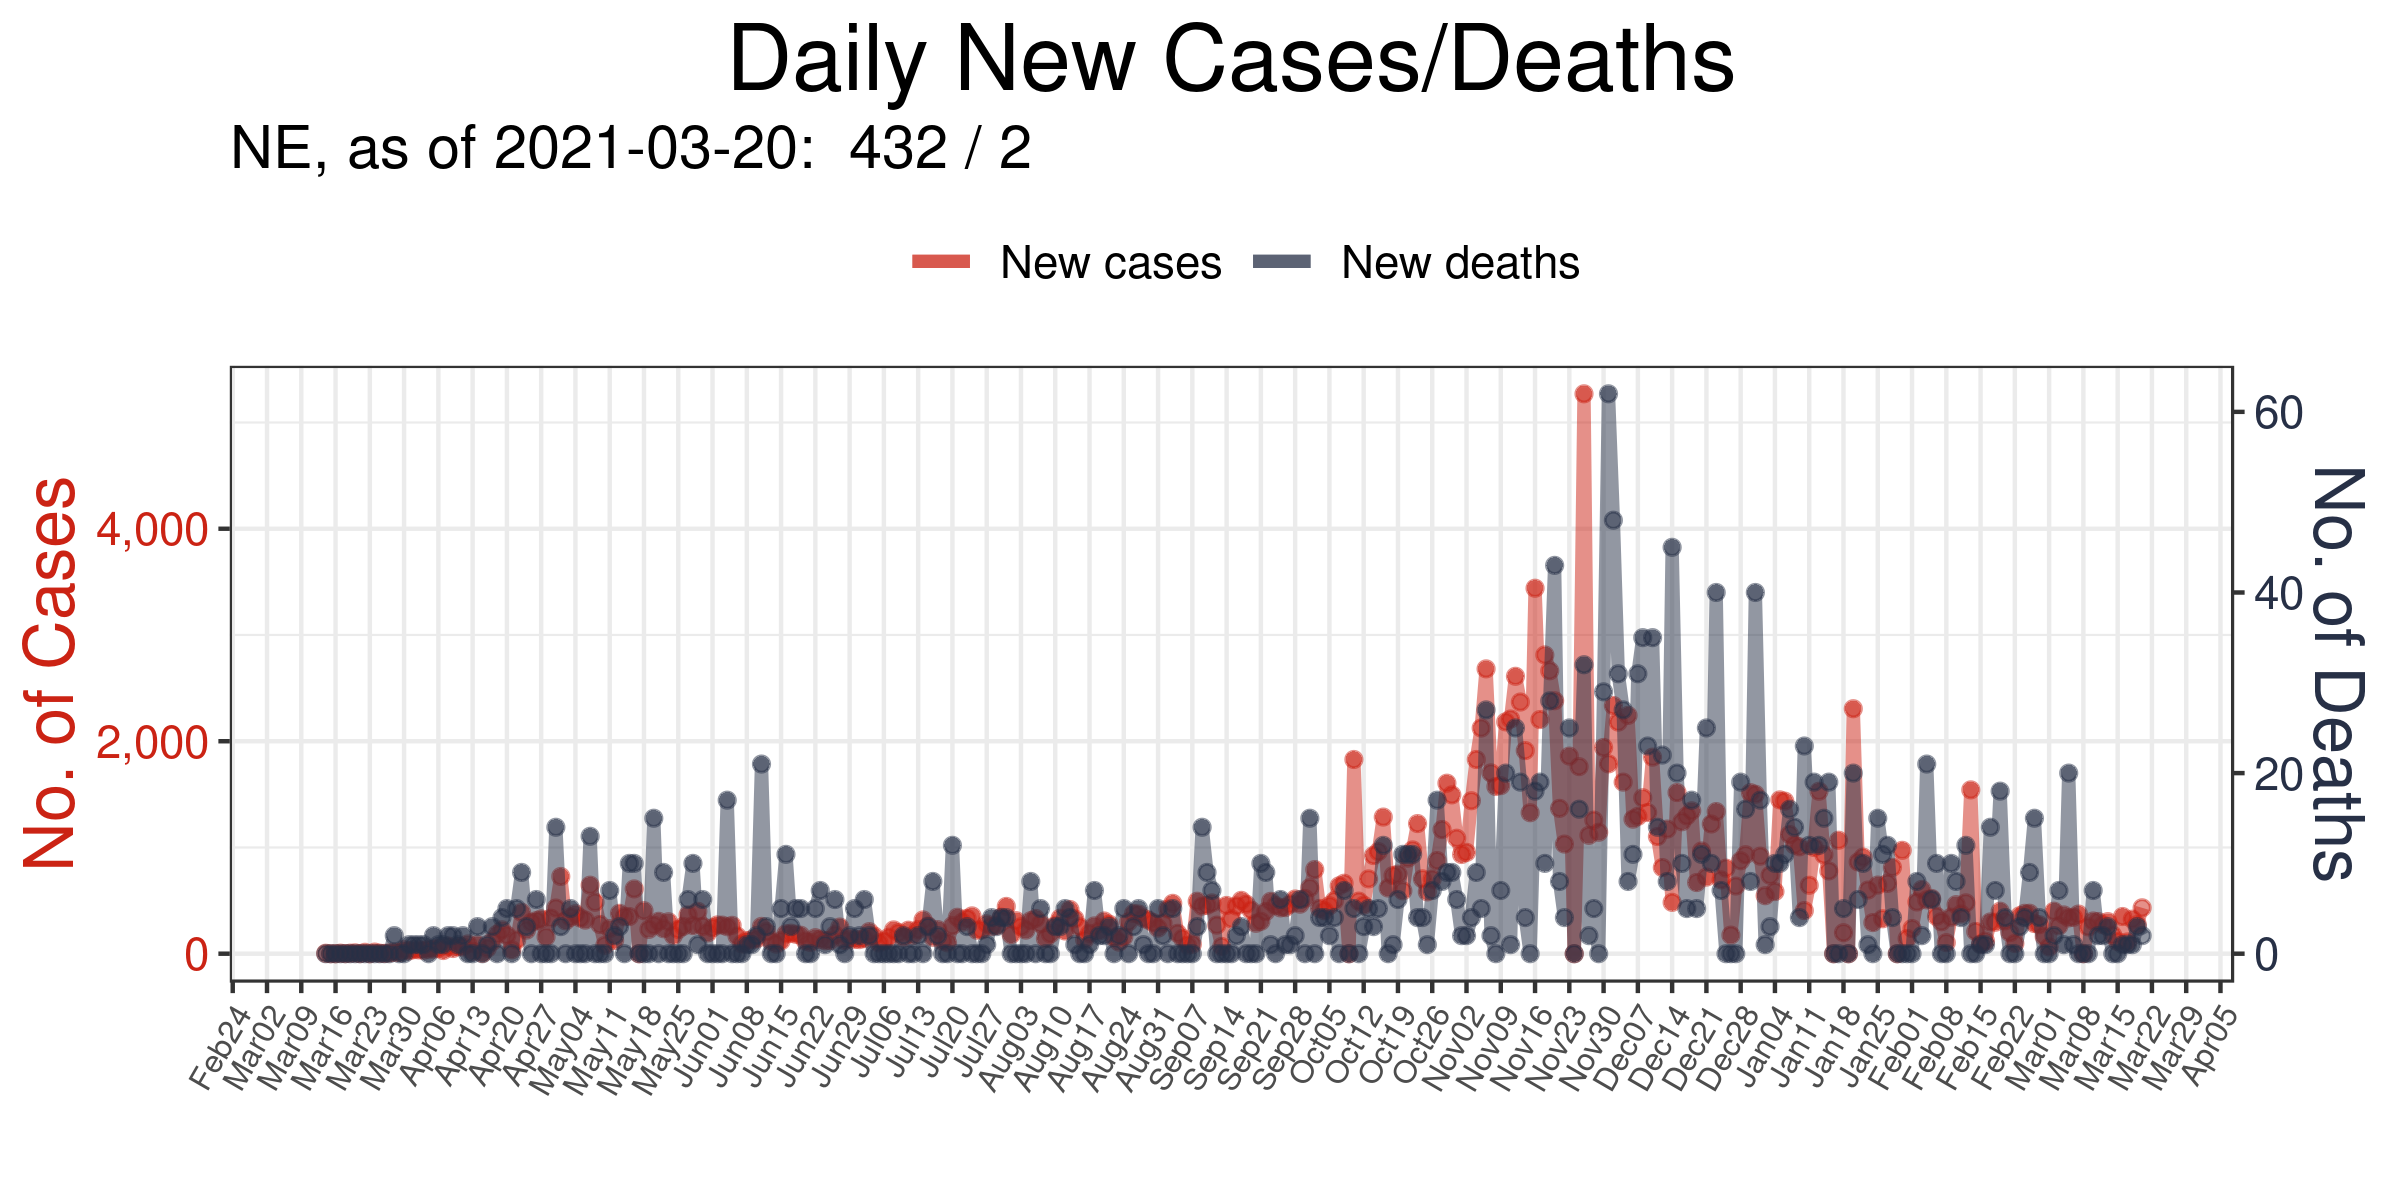 Daily New Cases/Deaths
NE, as of 2021-03-20:  432 / 2
New cases
New deaths
No. of Cases
4,000
2,000
0
60
40
20
0
No. of Deaths
Feb24
Mar02
Mar09
Mar16
Mar23
Mar30
Apr06
Apr13
Apr20
Apr27
May04
May11
May18
May25
Jun01
Jun08
Jun15
Jun22
Jun29
Jul06
Jul13
Jul20
Jul27
Aug03
Aug10
Aug17
Aug24
Aug31
Sep07
Sep14
Sep21
Sep28
Oct05
Oct12
Oct19
Oct26
Nov02
Nov09
Nov16
Nov23
Nov30
Dec07
Dec14
Dec21
Dec28
Jan04
Jan11
Jan18
Jan25
Feb01
Feb08
Feb15
Feb22
Mar01
Mar08
Mar15
Mar22
Mar29
Apr05